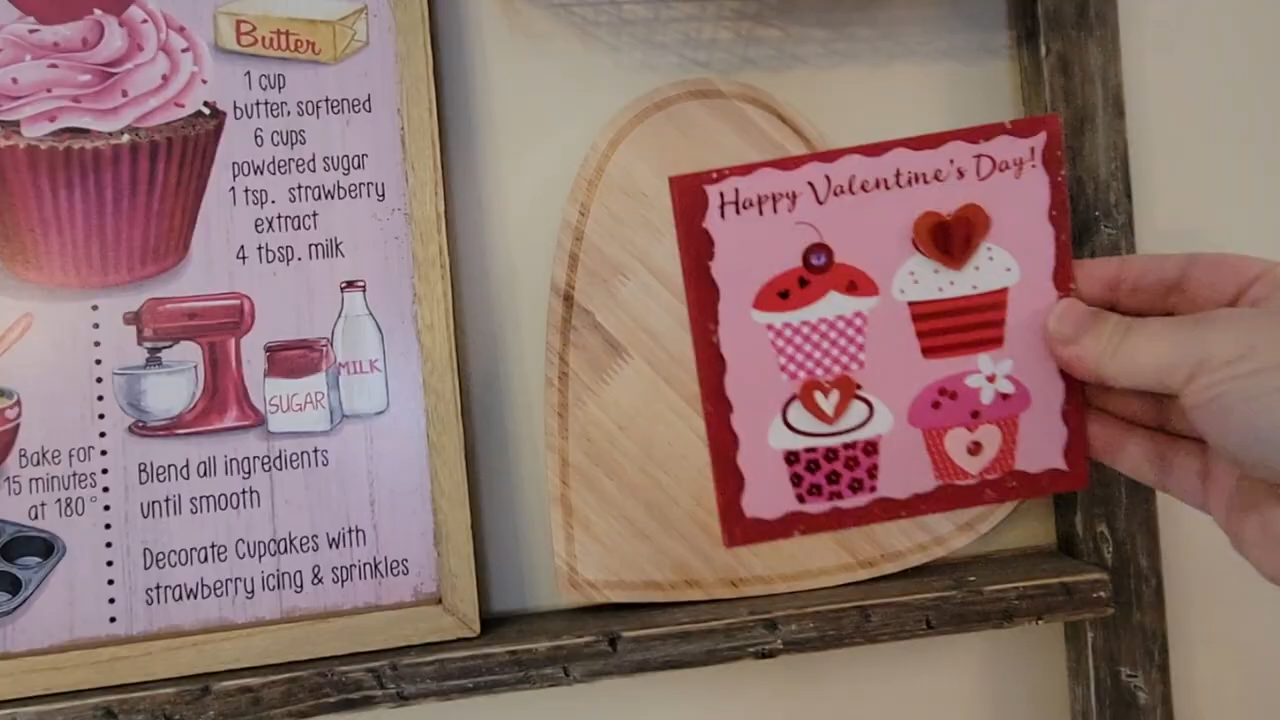 Butter
1 cup
butter, softened
6 cups
powdered sugar
1 tsp. strawberry
extract
4 tbsp. milk
MILK
SUGAR
Bake for
15 minutes
at 180°
Blend all ingredients
until smooth
Decorate Cupcakes with
strawberry icing & sprinkles
Happy Valentine's Day!